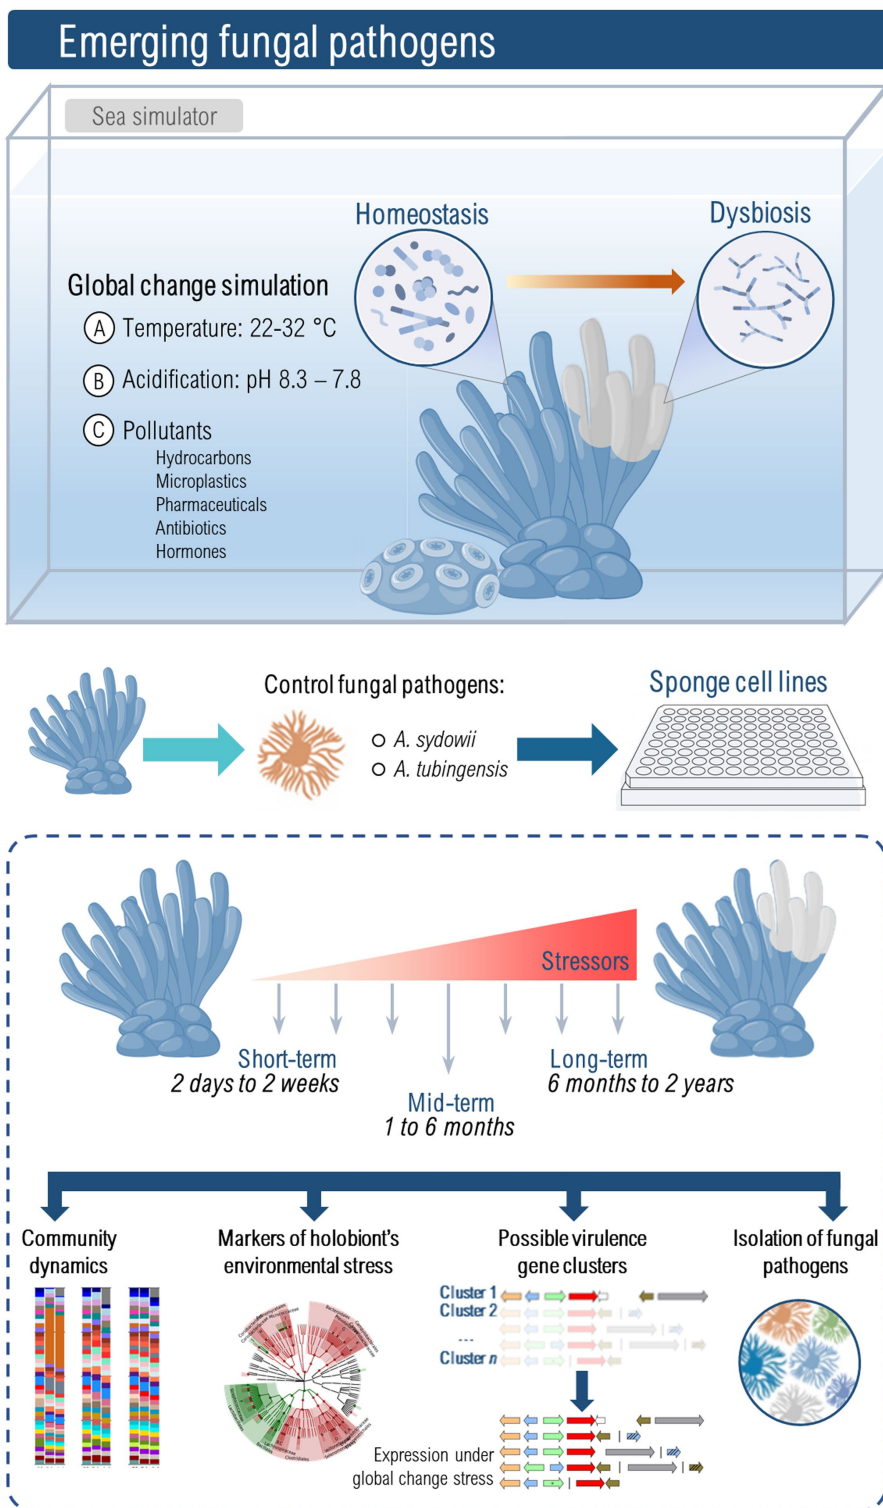 Emerging fungal pathogens
Sea simulator
Homeostasis
Dysbiosis
Global change simulation
A Temperature: 22-32 °C
B Acidification: pH 8.3 – 7.8
C Pollutants
Hydrocarbons
Microplastics
Pharmaceuticals
Antibiotics
Hormones
Control fungal pathogens:
A. sydowii
A. tubingensis
Sponge cell lines
Stressors
Short-term
2 days to 2 weeks
Mid-term
1 to 6 months
Long-term
6 months to 2 years
Community
dynamics
Markers of holobiont's
environmental stress
Possible virulence
gene clusters
Cluster 1
Cluster 2
---
Cluster n
Expression under
global change stress
Isolation of fungal
pathogens